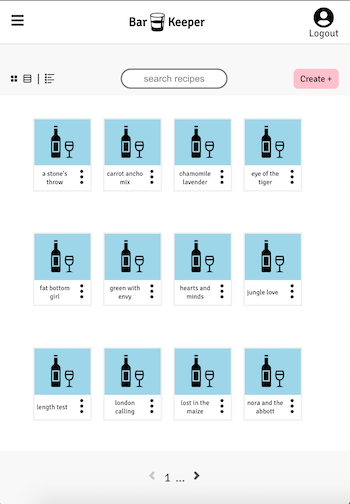 Bar Keeper
Logout
search recipes
Create +
a stone's
throw
carrot ancho
mix
chamomile
lavender
eye of the
tiger
fat bottom
girl
green with
envy
hearts and
minds
jungle love
length test
london
calling
lost in the
maize
nora and the
abbott
1 ...